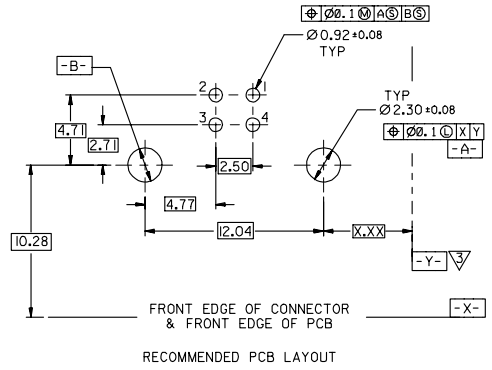 ⌖ Ø0.1 Ⓜ A Ⓢ B Ⓢ
Ø0.92 ±0.08
TYP
-B-
2 1
3 4
TYP
Ø2.30 ±0.08
⌖ Ø0.1 Ⓛ X Y
-A-
4.71
2.71
2.50
4.77
10.28
12.04
X.XX
-Y- 3
-X-
FRONT EDGE OF CONNECTOR
& FRONT EDGE OF PCB
RECOMMENDED PCB LAYOUT